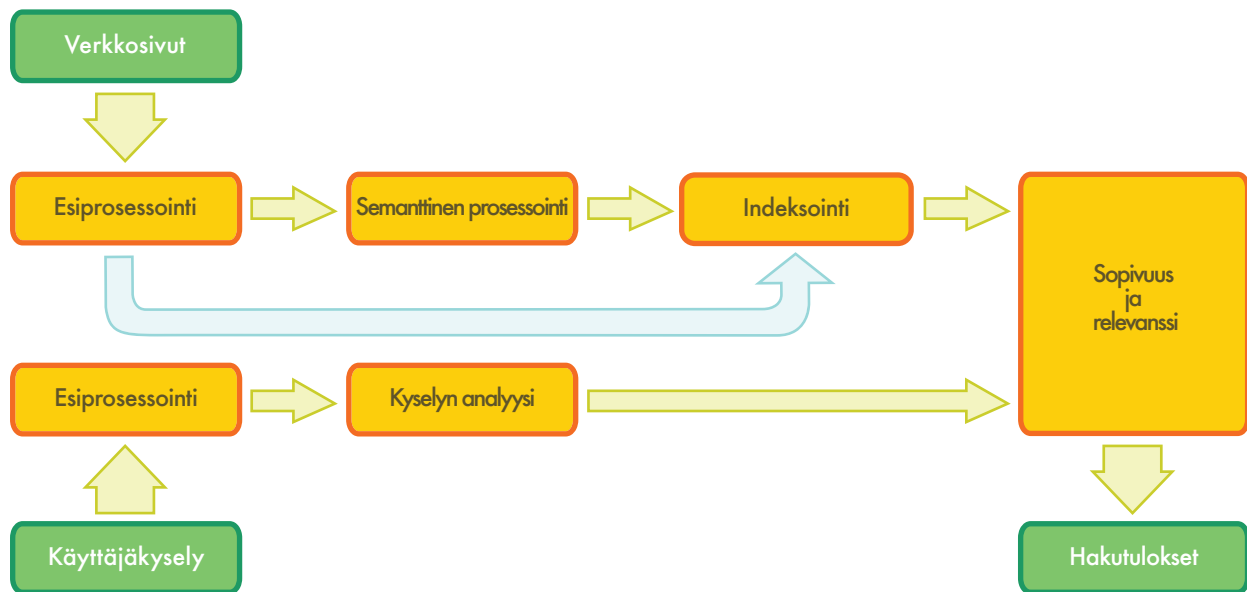 Verkkosivut
Esiprosessointi
Semanttinen prosessointi
Indeksointi
Sopivuus
ja
relevanssi
Esiprosessointi
Kyselyn analyysi
Käyttäjäkysely
Hakutulokset